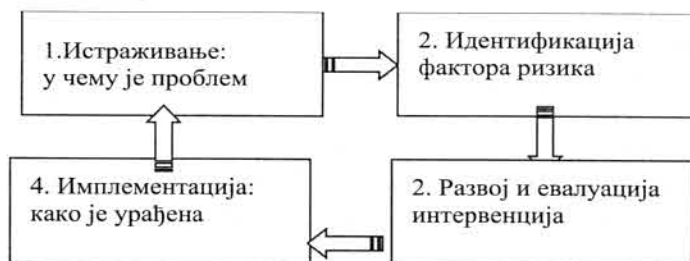 1.Истраживање:
у чему је проблем
2. Идентификација
фактора ризика
4. Имплементација:
како је урађена
2. Развој и евалуација
интервенција